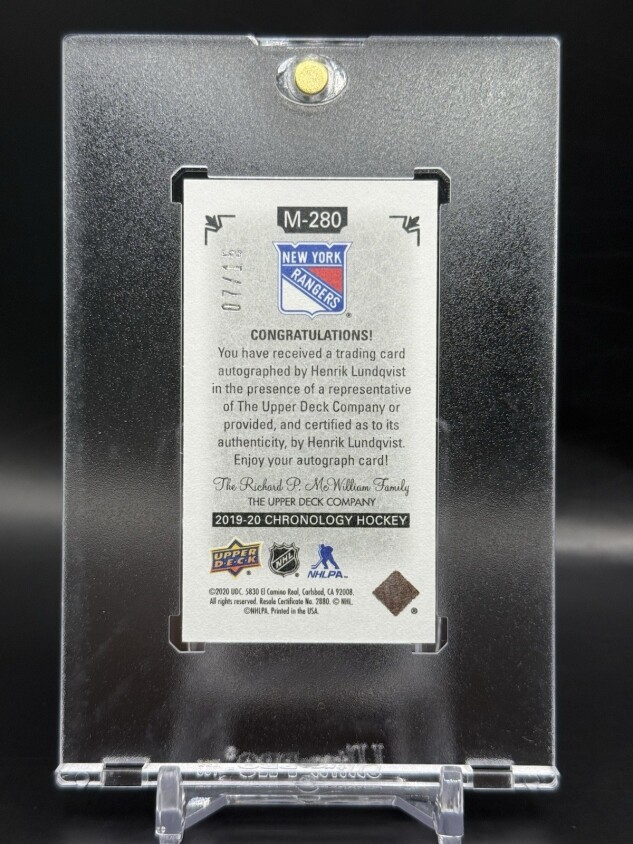 M-280
07/15
NEW YORK
RANGERS
CONGRATULATIONS!
You have received a trading card
autographed by Henrik Lundqvist
in the presence of a representative
of The Upper Deck Company or
provided, and certified as to its
authenticity, by Henrik Lundqvist.
Enjoy your autograph card!
The Richard P. McWilliam Family
THE UPPER DECK COMPANY
2019-20 CHRONOLOGY HOCKEY
UPPER
D·E·C·K
NHL
NHLPA
©2020 UDC. 5830 El Camino Real, Carlsbad, CA 92008.
All rights reserved. Resale Certificate No. 2880. © NHL.
©NHLPA. Printed in the USA.